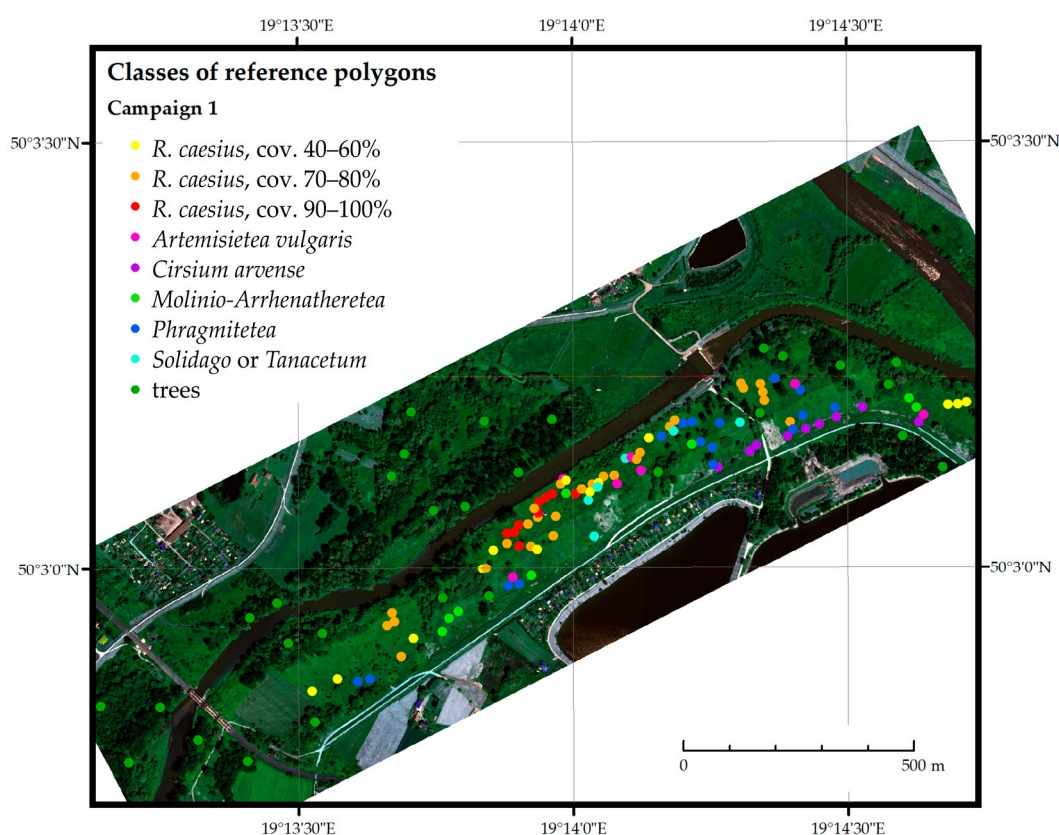 19°13'30"E 19°14'0"E 19°14'30"E
Classes of reference polygons
Campaign 1
50°3'30"N 50°3'30"N
R. caesius, cov. 40–60%
R. caesius, cov. 70–80%
R. caesius, cov. 90–100%
Artemisietea vulgaris
Cirsium arvense
Molinio-Arrhenatheretea
Phragmitetea
Solidago or Tanacetum
trees
50°3'0"N 50°3'0"N
0 500 m
19°13'30"E 19°14'0"E 19°14'30"E